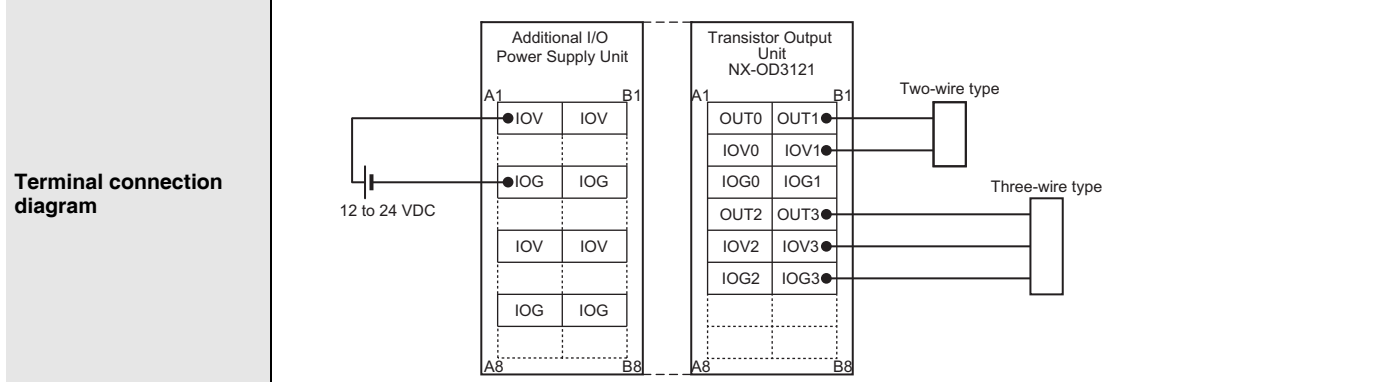 Terminal connection
diagram
Additional I/O
Power Supply Unit
A1 B1
IOV IOV
IOG IOG
IOV IOV
IOG IOG
A8 B8
12 to 24 VDC
Transistor Output
Unit
NX-OD3121
A1 B1
OUT0 OUT1
IOV0 IOV1
IOG0 IOG1
OUT2 OUT3
IOV2 IOV3
IOG2 IOG3
A8 B8
Two-wire type
Three-wire type